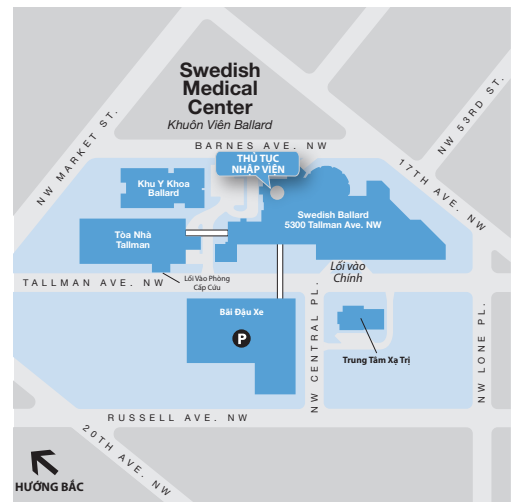 Swedish
Medical
Center
Khuôn Viên Ballard
NW MARKET ST.
NW 53RD ST.
BARNES AVE. NW
17TH AVE. NW
THỦ TỤC
NHẬP VIỆN
Khu Y Khoa
Ballard
Swedish Ballard
5300 Tallman Ave. NW
Tòa Nhà
Tallman
Lối vào
Chính
TALLMAN AVE. NW
Lối Vào Phòng
Cấp Cứu
Bãi Đậu Xe
P
NW CENTRAL PL.
Trung Tâm Xạ Trị
NW LONE PL.
RUSSELL AVE. NW
20TH AVE. NW
HƯỚNG BẮC